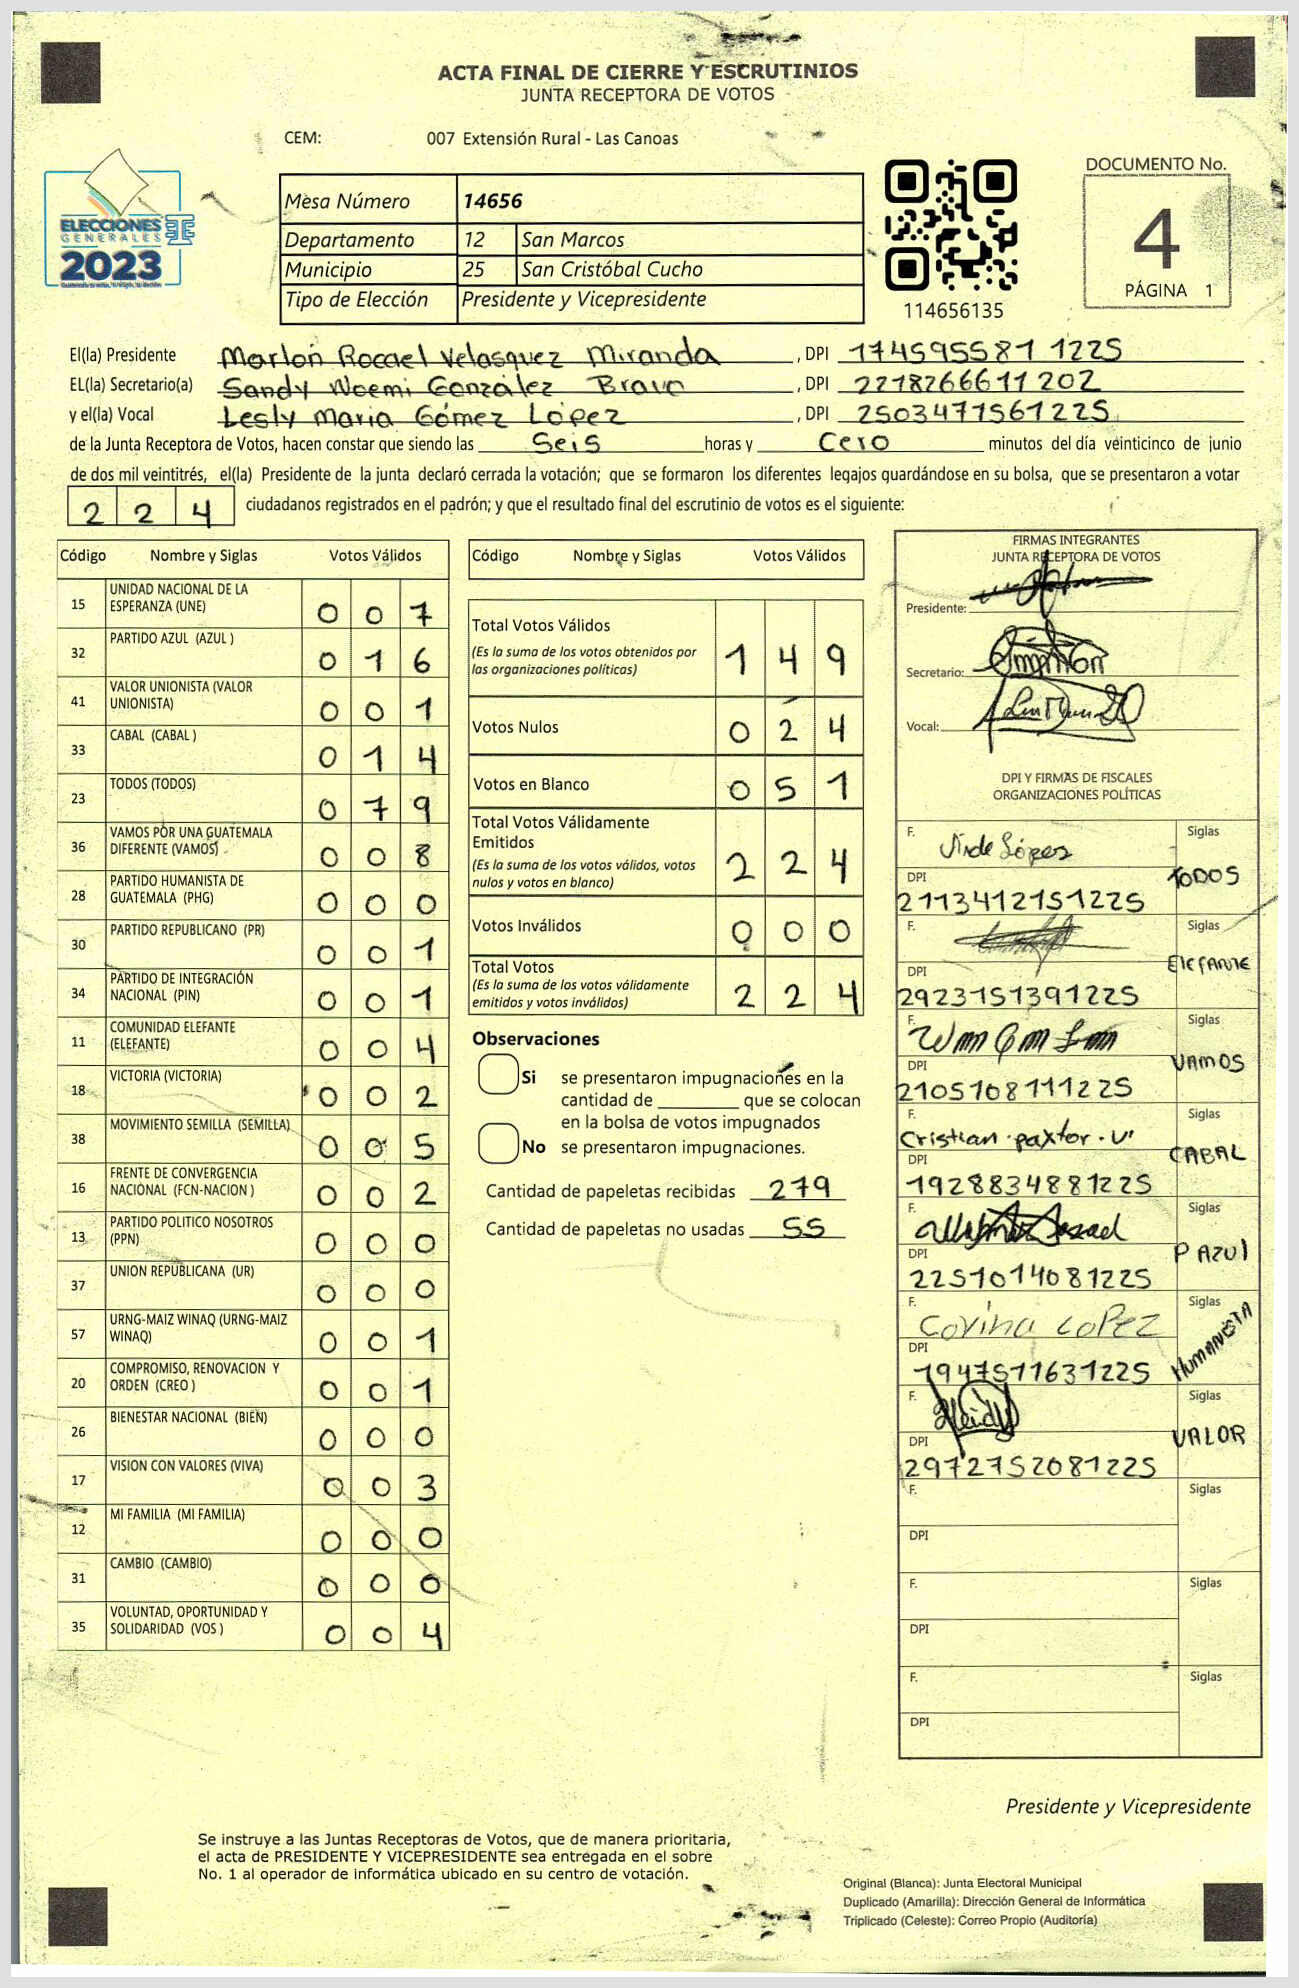 ACTA FINAL DE CIERRE Y ESCRUTINIOS
JUNTA RECEPTORA DE VOTOS
CEM: 007 Extensión Rural - Las Canoas
ELECCIONES
GENERALES
2023
Mesa Número 14656
Departamento 12 San Marcos
Municipio 25 San Cristóbal Cucho
Tipo de Elección Presidente y Vicepresidente
114656135
DOCUMENTO No.
4
PÁGINA 1
El(la) Presidente Marlon Rocael Velasquez Miranda, DPI 174595581 1225
EL(la) Secretario(a) Sandy Noemi González Bravo, DPI 2218266611202
y el(la) Vocal Lesly Maria Gómez López, DPI 2503477561225
de la Junta Receptora de Votos, hacen constar que siendo las Seis horas y Cero minutos del día veinticinco de junio
de dos mil veintitrés, el(la) Presidente de la junta declaró cerrada la votación; que se formaron los diferentes legajos guardándose en su bolsa, que se presentaron a votar
2 2 4 ciudadanos registrados en el padrón; y que el resultado final del escrutinio de votos es el siguiente:
Código Nombre y Siglas Votos Válidos
15 UNIDAD NACIONAL DE LA ESPERANZA (UNE) 0 0 7
32 PARTIDO AZUL (AZUL ) 0 1 6
41 VALOR UNIONISTA (VALOR UNIONISTA) 0 0 1
33 CABAL (CABAL ) 0 1 4
23 TODOS (TODOS) 0 7 9
36 VAMOS POR UNA GUATEMALA DIFERENTE (VAMOS) 0 0 8
28 PARTIDO HUMANISTA DE GUATEMALA (PHG) 0 0 0
30 PARTIDO REPUBLICANO (PR) 0 0 1
34 PARTIDO DE INTEGRACIÓN NACIONAL (PIN) 0 0 1
11 COMUNIDAD ELEFANTE (ELEFANTE) 0 0 4
18 VICTORIA (VICTORIA) 0 0 2
38 MOVIMIENTO SEMILLA (SEMILLA) 0 0 5
16 FRENTE DE CONVERGENCIA NACIONAL (FCN-NACION ) 0 0 2
13 PARTIDO POLITICO NOSOTROS (PPN) 0 0 0
37 UNION REPUBLICANA (UR) 0 0 0
57 URNG-MAIZ WINAQ (URNG-MAIZ WINAQ) 0 0 1
20 COMPROMISO, RENOVACION Y ORDEN (CREO ) 0 0 1
26 BIENESTAR NACIONAL (BIEN) 0 0 0
17 VISION CON VALORES (VIVA) 0 0 3
12 MI FAMILIA (MI FAMILIA) 0 0 0
31 CAMBIO (CAMBIO) 0 0 0
35 VOLUNTAD, OPORTUNIDAD Y SOLIDARIDAD (VOS ) 0 0 4
Código Nombre y Siglas Votos Válidos
Total Votos Válidos
(Es la suma de los votos obtenidos por las organizaciones politicas) 1 4 9
Votos Nulos 0 2 4
Votos en Blanco 0 5 1
Total Votos Válidamente Emitidos
(Es la suma de los votos válidos, votos nulos y votos en blanco) 2 2 4
Votos Inválidos 0 0 0
Total Votos
(Es la suma de los votos válidamente emitidos y votos inválidos) 2 2 4
Observaciones
Si se presentaron impugnaciones en la
cantidad de ________ que se colocan
en la bolsa de votos impugnados
No se presentaron impugnaciones.
Cantidad de papeletas recibidas 279
Cantidad de papeletas no usadas 55
FIRMAS INTEGRANTES
JUNTA RECEPTORA DE VOTOS
Presidente:
Secretario:
Vocal:
DPI Y FIRMAS DE FISCALES
ORGANIZACIONES POLÍTICAS
F. López Siglas
DPI TODOS
2113412151225
F. Siglas
DPI ElEFANTE
2923151391225
F. Siglas
DPI VAMOS
2105108111225
F. Cristian paxtor Siglas
DPI CABAL
1928834881225
F. Siglas
DPI P AZUl
2251014081225
F. Corina LoPez Siglas
DPI HUMANISTA
1947511631225
F. Heidy Siglas
DPI VALOR
2972752081225
F. Siglas
DPI
F. Siglas
DPI
F. Siglas
DPI
Presidente y Vicepresidente
Se instruye a las Juntas Receptoras de Votos, que de manera prioritaria,
el acta de PRESIDENTE Y VICEPRESIDENTE sea entregada en el sobre
No. 1 al operador de informática ubicado en su centro de votación.
Original (Blanca): Junta Electoral Municipal
Duplicado (Amarilla): Dirección General de Informática
Triplicado (Celeste): Correo Propio (Auditoría)